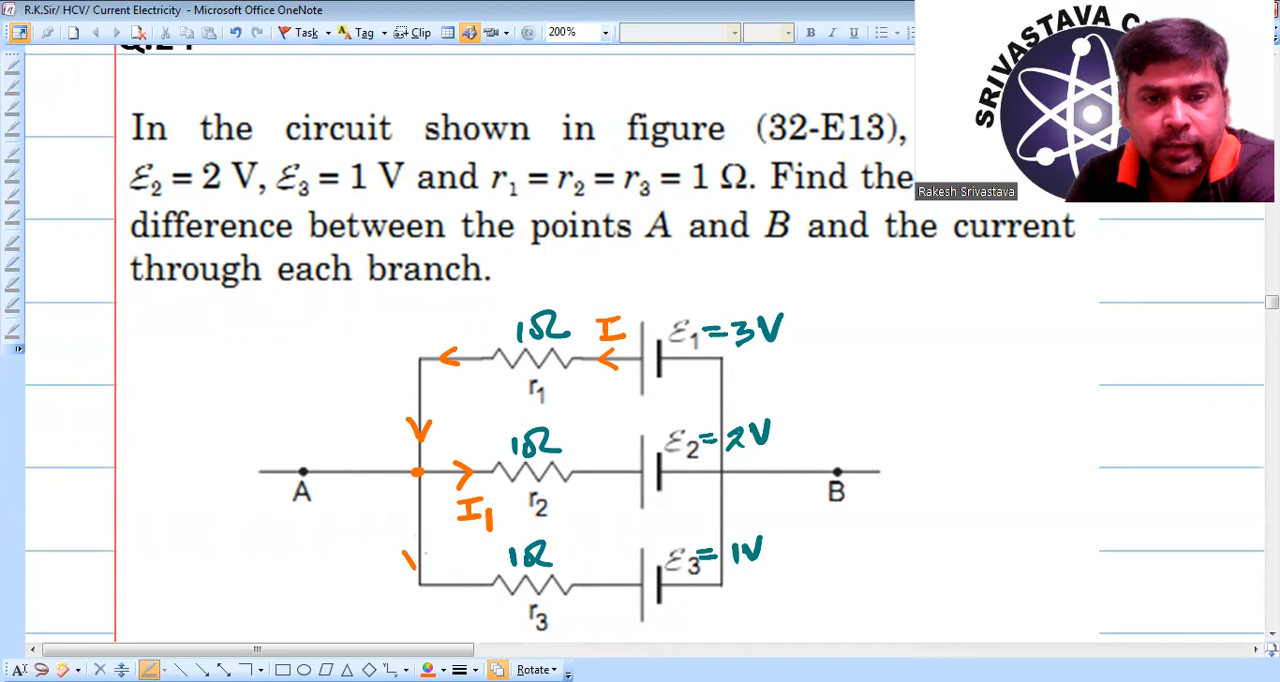 R.K.Sir/ HCV/ Current Electricity - Microsoft Office OneNote
Task
Tag
Clip
200%
B I U
SRIVASTAVA C
Rakesh Srivastava
In the circuit shown in figure (32-E13),
ℰ2 = 2 V, ℰ3 = 1 V and r1 = r2 = r3 = 1 Ω. Find the
difference between the points A and B and the current
through each branch.
1Ω I ℰ1 = 3V
r1
1Ω ℰ2 = 2V
A I1 r2 B
1Ω ℰ3 = 1V
r3
A
Rotate